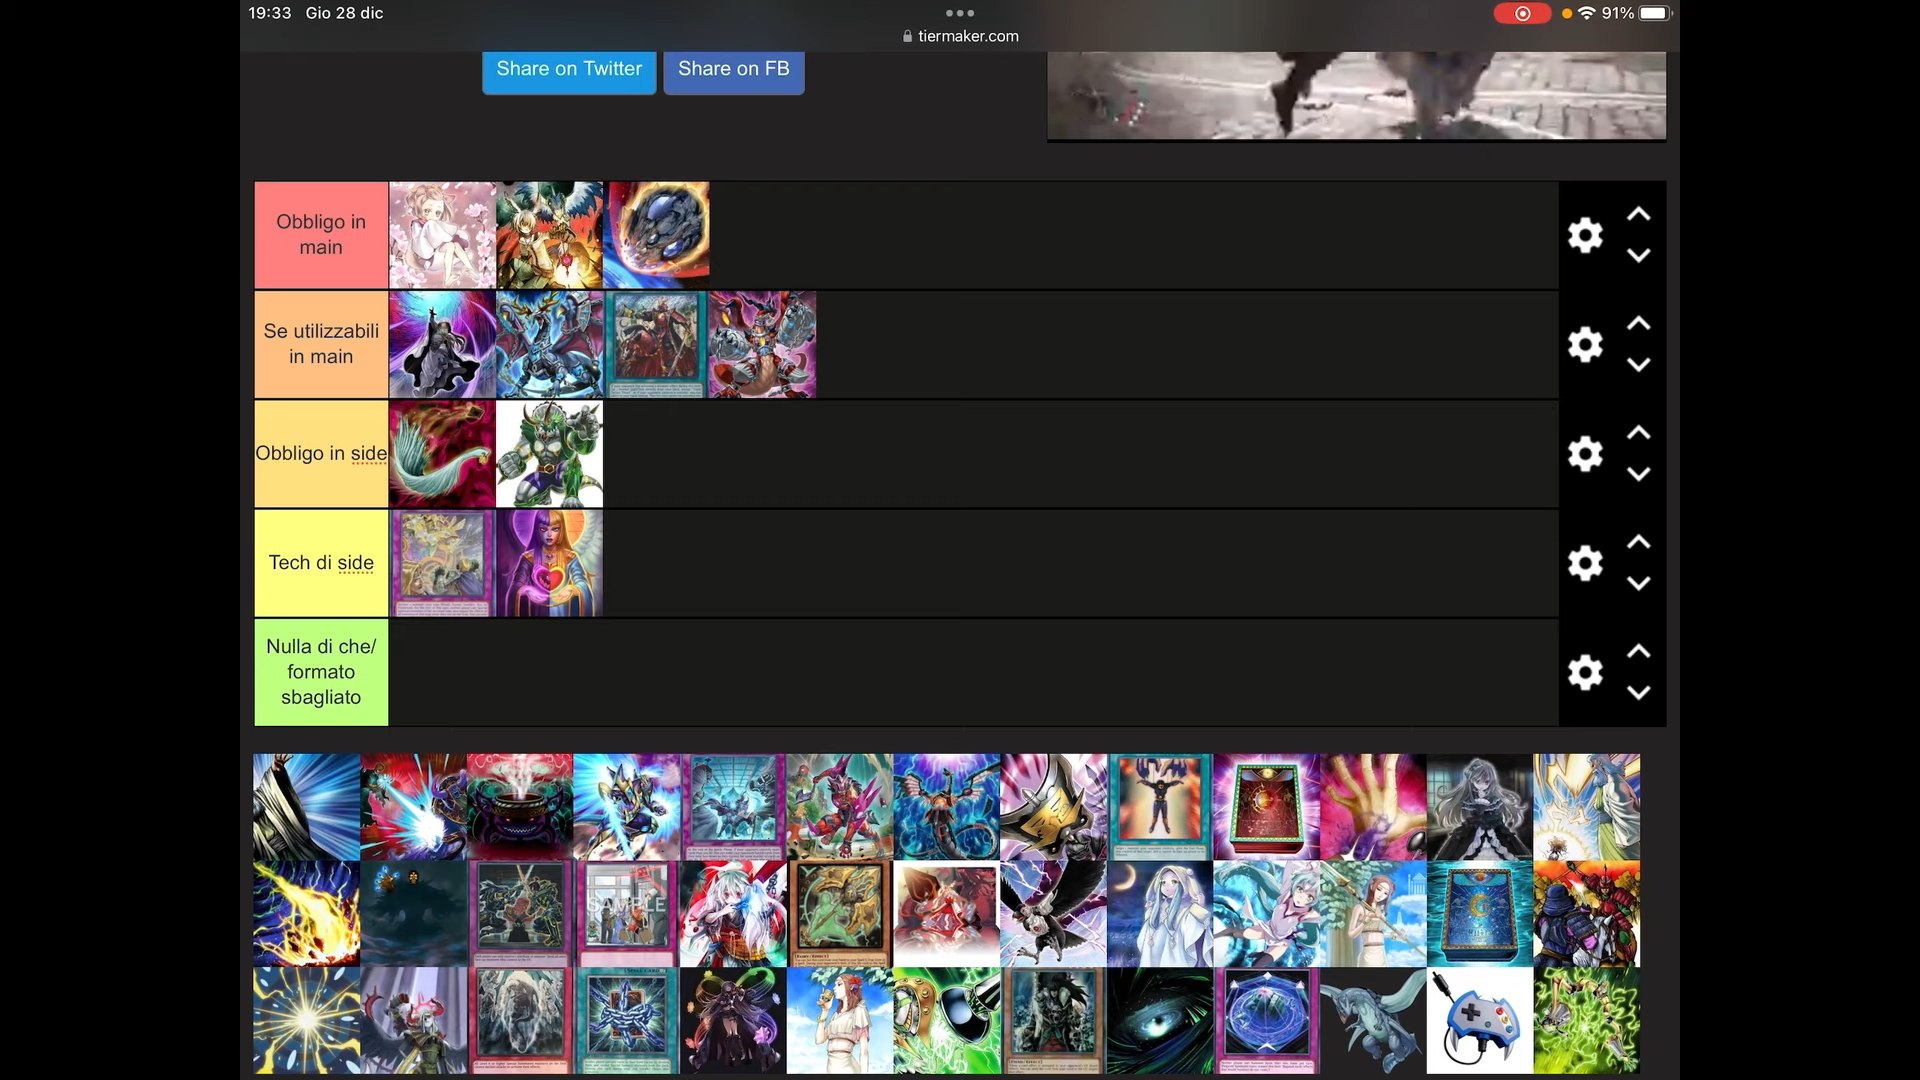 19:33 Gio 28 dic
91%
tiermaker.com
Share on Twitter
Share on FB
Obbligo in
main
Se utilizzabili
in main
Obbligo in side
Tech di side
Nulla di che/
formato
sbagliato
SAMPLE